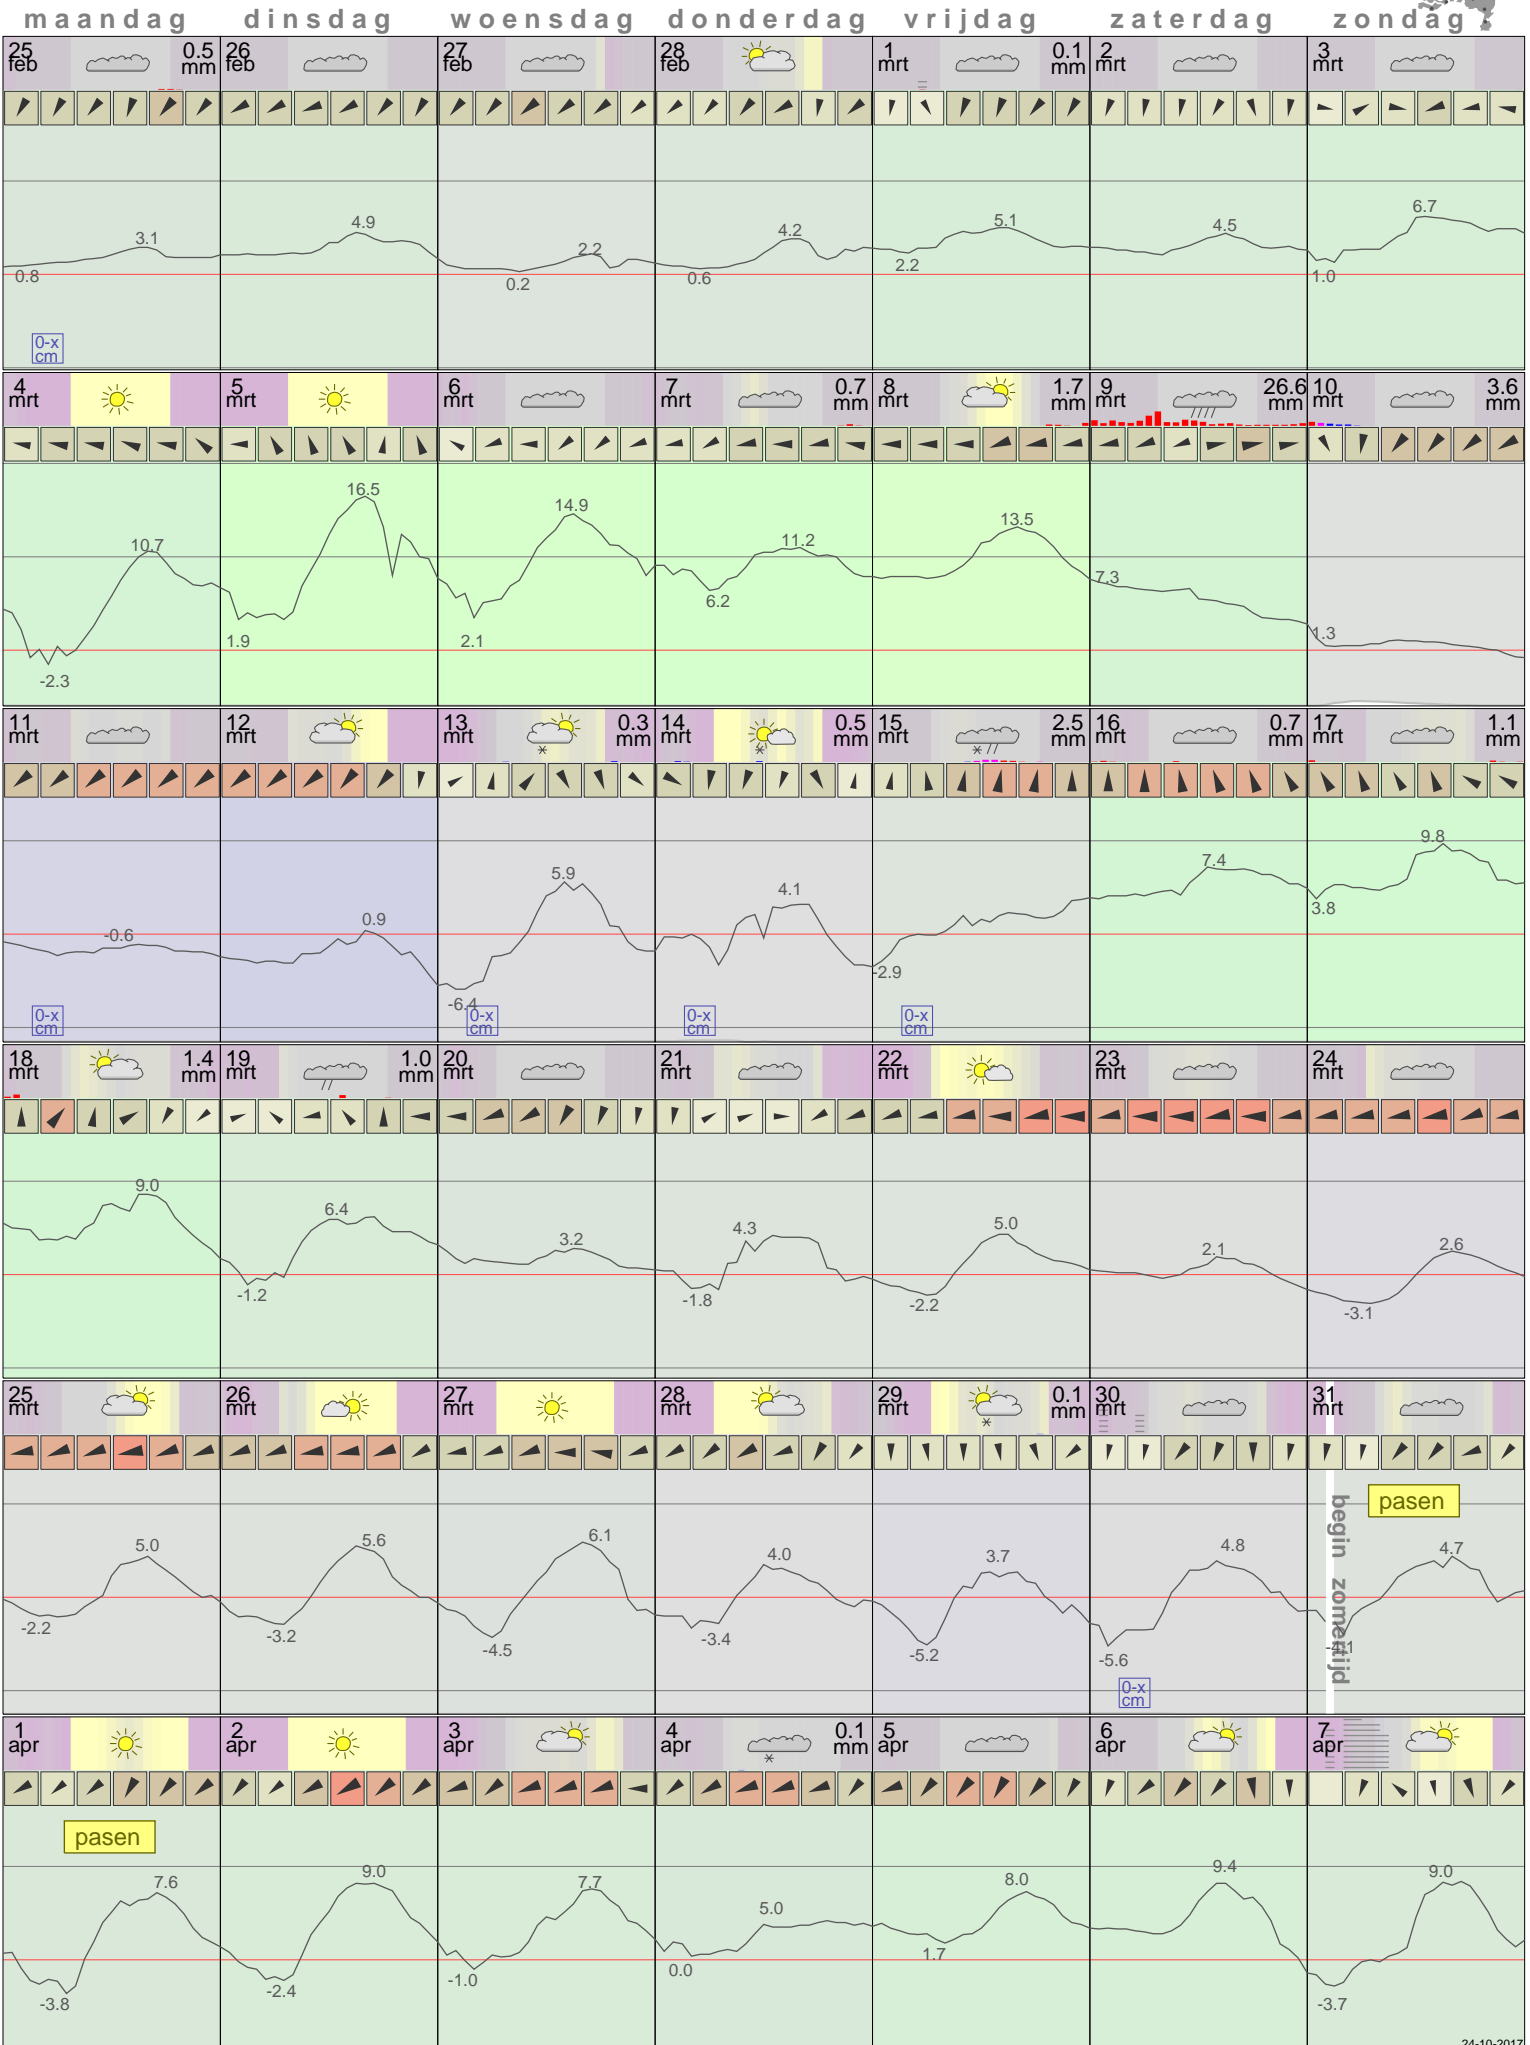 maandag dinsdag woensdag donderdag vrijdag zaterdag zondag
25 0.5 26 27 28 1 0.1 2 3
feb mm feb feb feb mrt mm mrt mrt
3.1 4.9 2.2 4.2 5.1 4.5 6.7
0.8 0.2 0.6 2.2 1.0
0-x
cm
4 5 6 7 0.7 8 1.7 9 26.6 10 3.6
mrt mrt mrt mrt mm mrt mm mrt mm mrt mm
10.7 16.5 14.9 11.2 13.5 7.3 1.3
-2.3 1.9 2.1 6.2
11 12 13 0.3 14 0.5 15 2.5 16 0.7 17 1.1
mrt mrt mrt mm mrt mm mrt mm mrt mm mrt mm
-0.6 0.9 5.9 4.1 7.4 9.8
-6.4 -2.9 3.8
0-x 0-x 0-x 0-x
cm cm cm cm
18 1.4 19 1.0 20 21 22 23 24
mrt mm mrt mm mrt mrt mrt mrt mrt
9.0 6.4 3.2 4.3 5.0 2.1 2.6
-1.2 -1.8 -2.2 -3.1
25 26 27 28 29 0.1 30 31
mrt mrt mrt mrt mrt mm mrt mrt
pasen
begin zomertijd
5.0 5.6 6.1 4.0 3.7 4.8 4.7
-2.2 -3.2 -4.5 -3.4 -5.2 -5.6 -4.1
0-x
cm
1 2 3 4 0.1 5 6 7
apr apr apr apr mm apr apr apr
pasen
7.6 9.0 7.7 5.0 8.0 9.4 9.0
-3.8 -2.4 -1.0 0.0 1.7 -3.7
24-10-2017